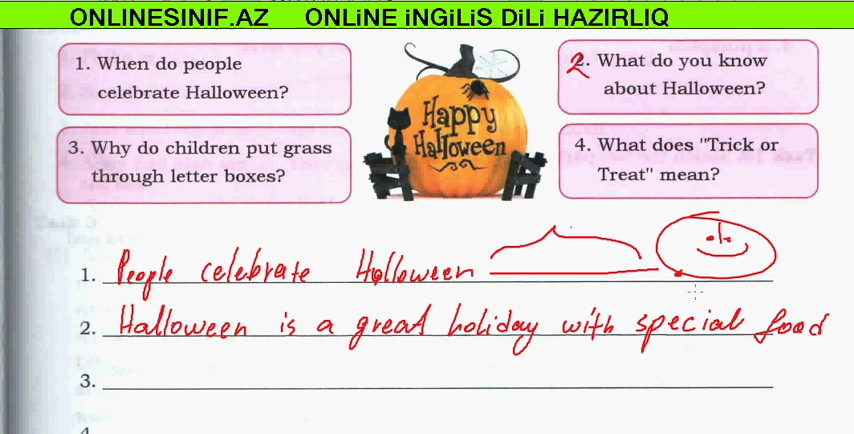 ONLINESINIF.AZ ONLiNE iNGiLiS DiLi HAZIRLIQ
1. When do people
celebrate Halloween?
2. What do you know
about Halloween?
Happy
Halloween
3. Why do children put grass
through letter boxes?
4. What does "Trick or
Treat" mean?
1. People celebrate Halloween
2. Halloween is a great holiday with special food
3.